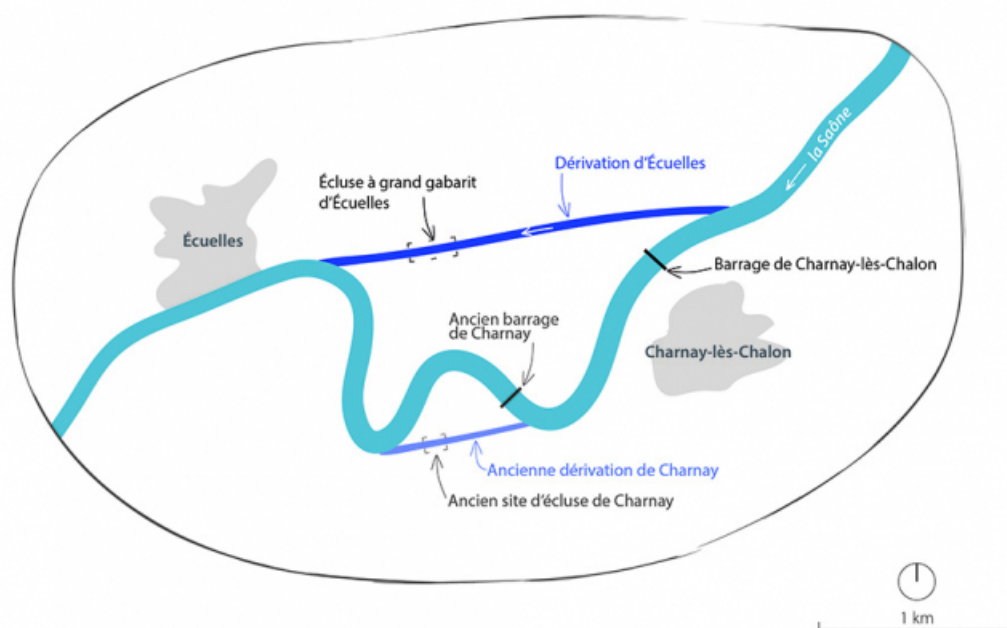 la Saône
Dérivation d'Écuelles
Écluse à grand gabarit
d'Écuelles
Écuelles
Barrage de Charnay-lès-Chalon
Ancien barrage
de Charnay
Charnay-lès-Chalon
Ancienne dérivation de Charnay
Ancien site d'écluse de Charnay
1 km